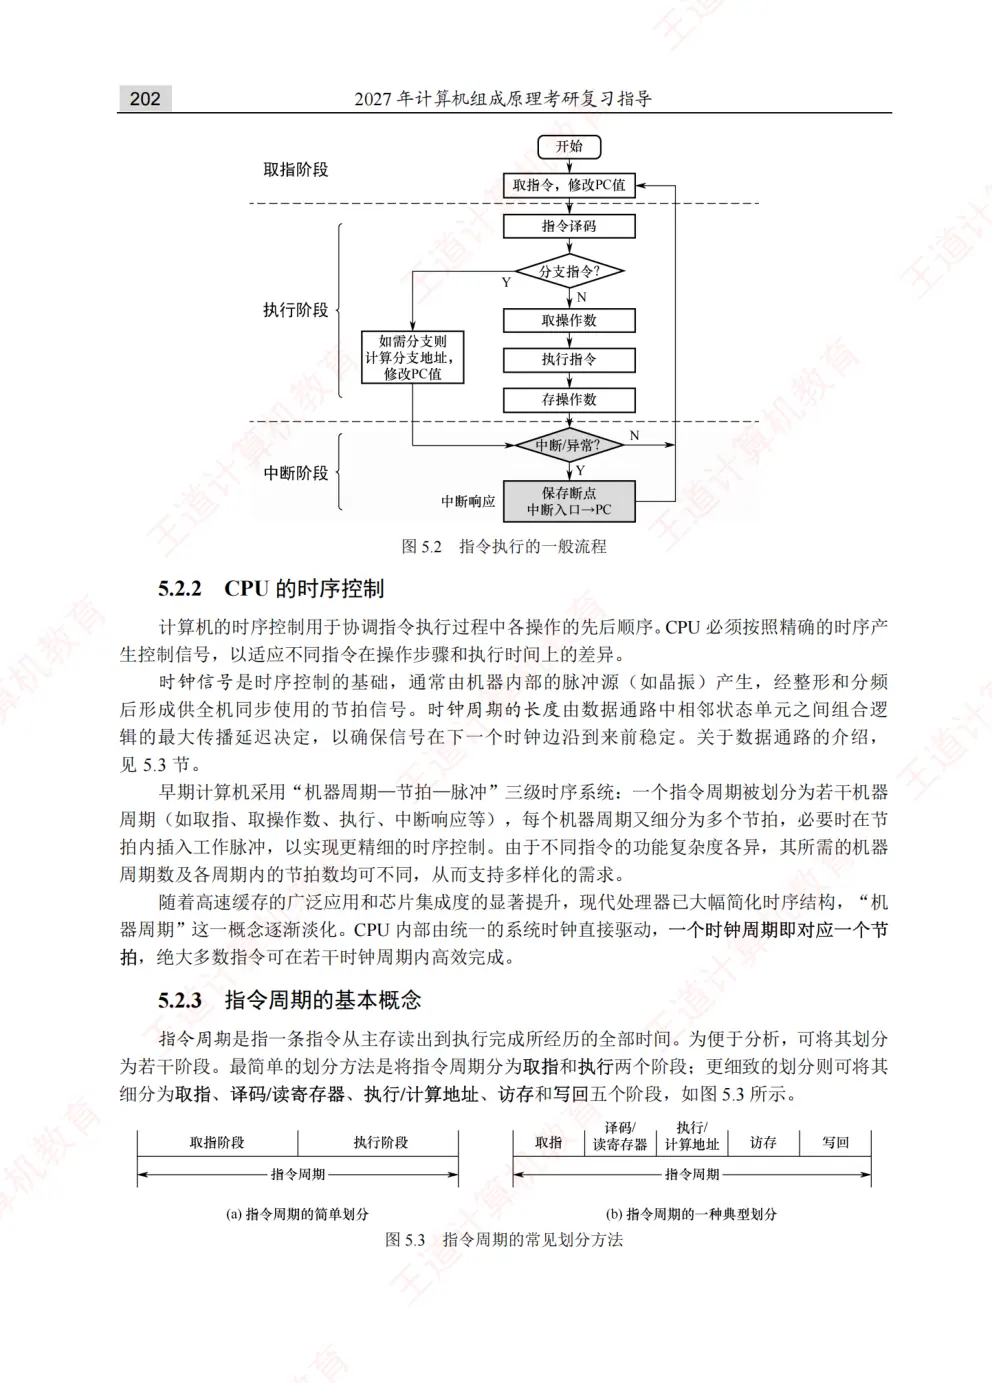 202
2027 年计算机组成原理考研复习指导
开始
取指阶段
取指令，修改PC值
指令译码
分支指令？
Y
N
执行阶段
取操作数
如需分支则
计算分支地址，
修改PC值
执行指令
存操作数
中断/异常？
N
Y
中断阶段
中断响应
保存断点
中断入口→PC
图 5.2 指令执行的一般流程
5.2.2 CPU 的时序控制
计算机的时序控制用于协调指令执行过程中各操作的先后顺序。CPU 必须按照精确的时序产
生控制信号，以适应不同指令在操作步骤和执行时间上的差异。
时钟信号是时序控制的基础，通常由机器内部的脉冲源（如晶振）产生，经整形和分频
后形成供全机同步使用的节拍信号。时钟周期的长度由数据通路中相邻状态单元之间组合逻
辑的最大传播延迟决定，以确保信号在下一个时钟边沿到来前稳定。关于数据通路的介绍，
见 5.3 节。
早期计算机采用“机器周期—节拍—脉冲”三级时序系统：一个指令周期被划分为若干机器
周期（如取指、取操作数、执行、中断响应等），每个机器周期又细分为多个节拍，必要时在节
拍内插入工作脉冲，以实现更精细的时序控制。由于不同指令的功能复杂度各异，其所需的机器
周期数及各周期内的节拍数均可不同，从而支持多样化的需求。
随着高速缓存的广泛应用和芯片集成度的显著提升，现代处理器已大幅简化时序结构，“机
器周期”这一概念逐渐淡化。CPU 内部由统一的系统时钟直接驱动，一个时钟周期即对应一个节
拍，绝大多数指令可在若干时钟周期内高效完成。
5.2.3 指令周期的基本概念
指令周期是指一条指令从主存读出到执行完成所经历的全部时间。为便于分析，可将其划分
为若干阶段。最简单的划分方法是将指令周期分为取指和执行两个阶段；更细致的划分则可将其
细分为取指、译码/读寄存器、执行/计算地址、访存和写回五个阶段，如图 5.3 所示。
取指阶段
执行阶段
指令周期
(a) 指令周期的简单划分
取指
译码/
读寄存器
执行/
计算地址
访存
写回
指令周期
(b) 指令周期的一种典型划分
图 5.3 指令周期的常见划分方法
王道计算机教育